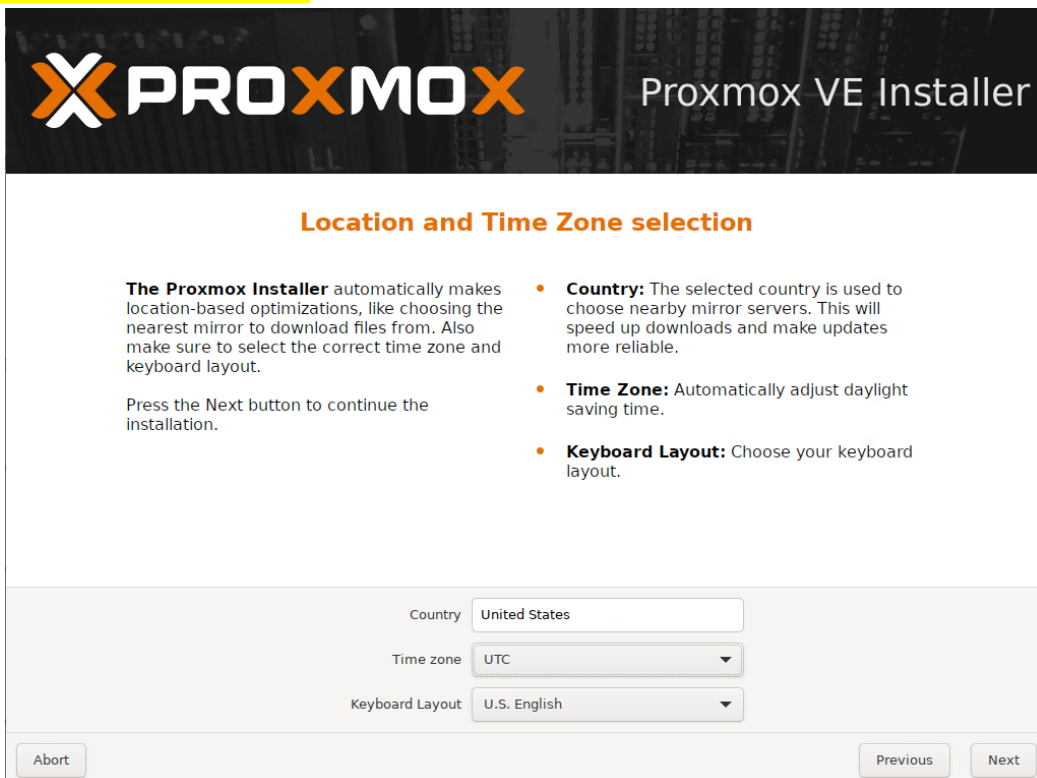 PROXMOX
Proxmox VE Installer
Location and Time Zone selection
The Proxmox Installer automatically makes
location-based optimizations, like choosing the
nearest mirror to download files from. Also
make sure to select the correct time zone and
keyboard layout.
Press the Next button to continue the
installation.
• Country: The selected country is used to
choose nearby mirror servers. This will
speed up downloads and make updates
more reliable.
• Time Zone: Automatically adjust daylight
saving time.
• Keyboard Layout: Choose your keyboard
layout.
Country United States
Time zone UTC
Keyboard Layout U.S. English
Abort Previous Next